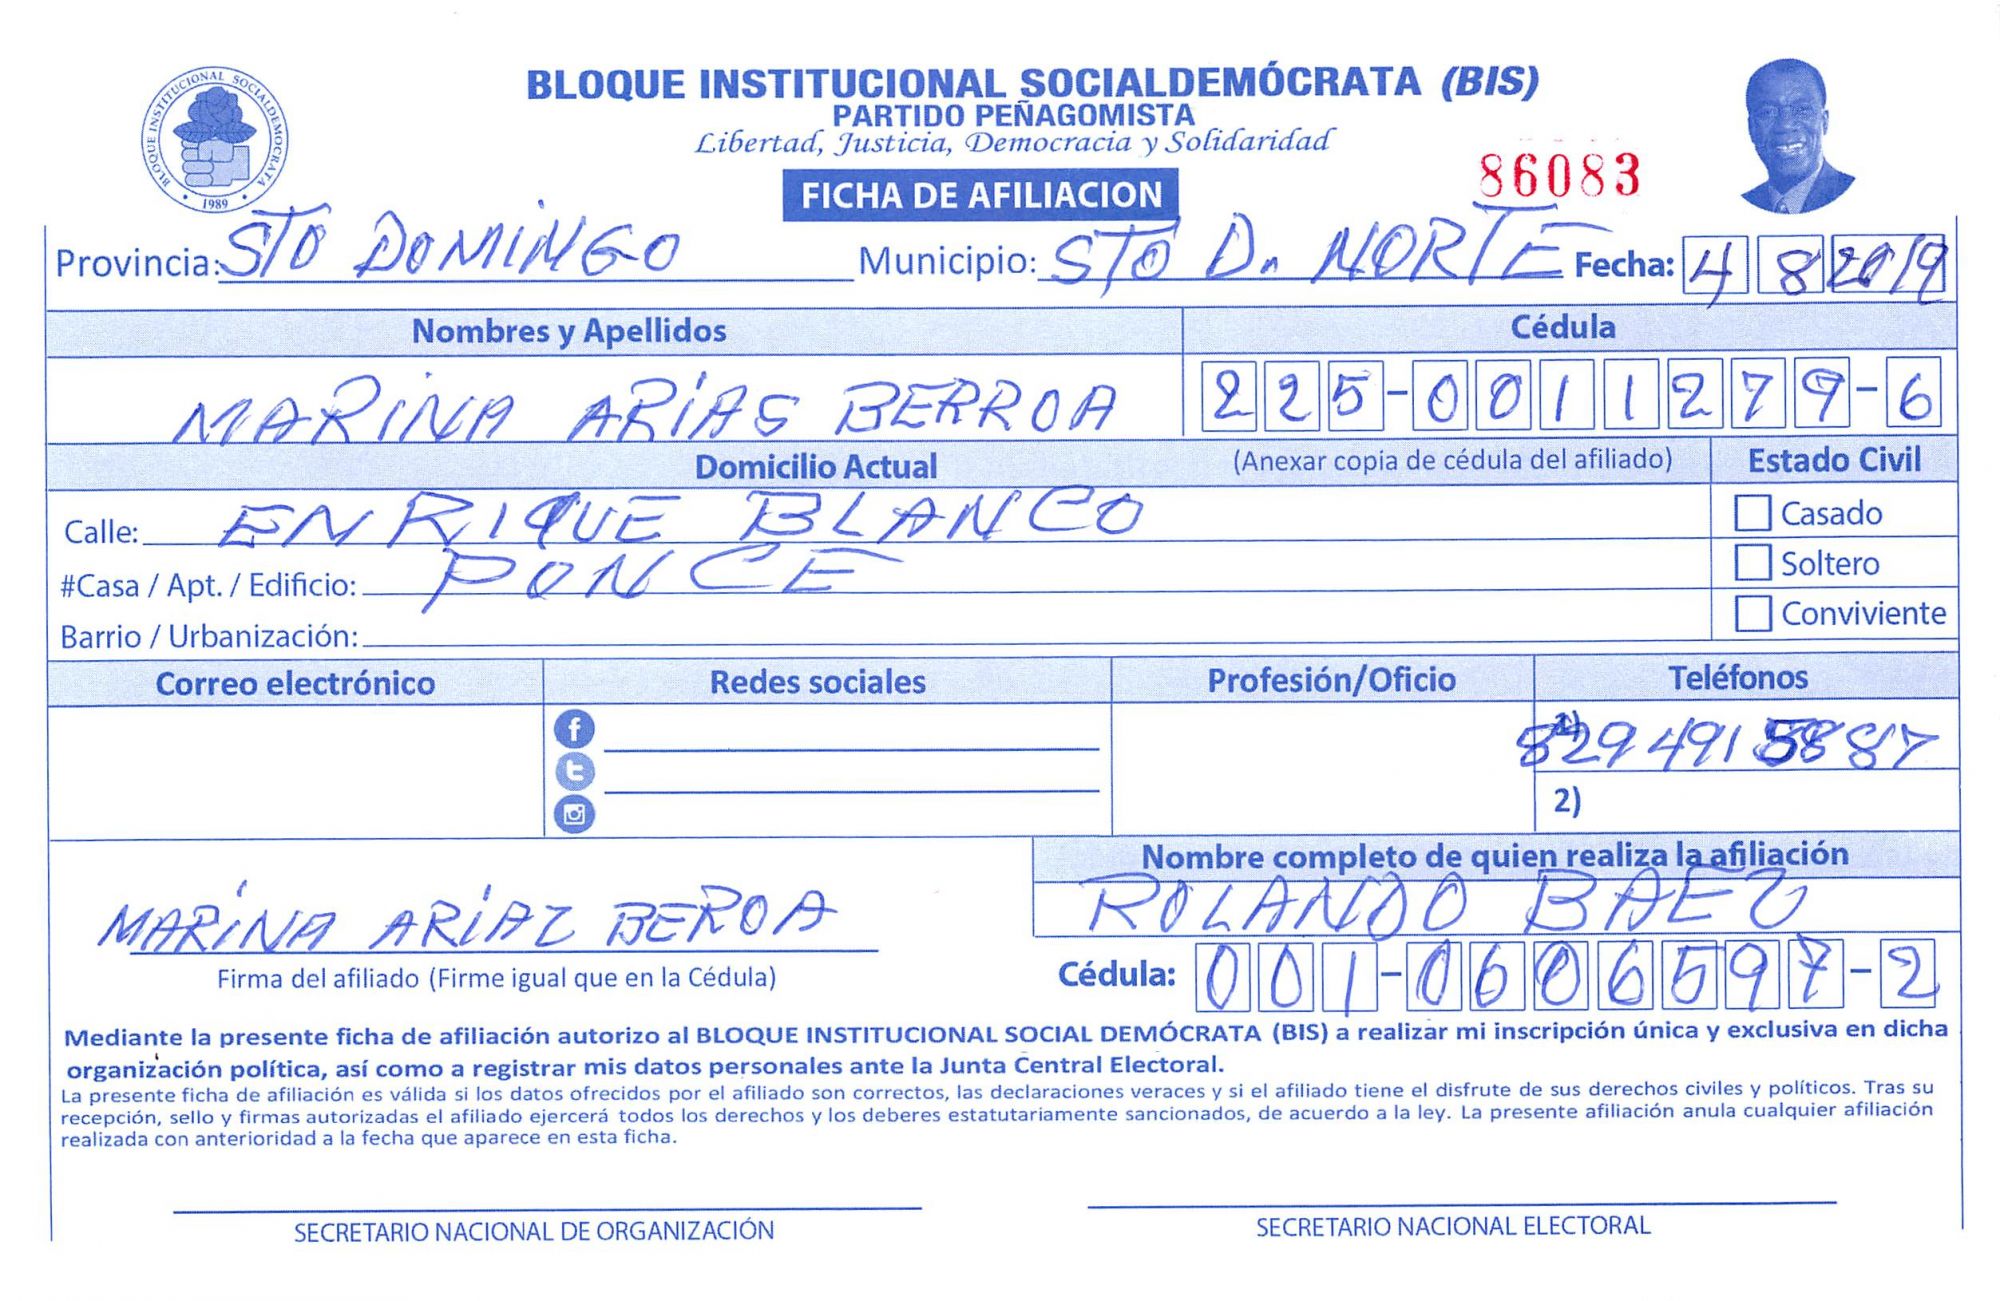 BLOQUE INSTITUCIONAL SOCIALDEMOCRATA
1989
BLOQUE INSTITUCIONAL SOCIALDEMÓCRATA (BIS)
PARTIDO PEÑAGOMISTA
Libertad, Justicia, Democracia y Solidaridad
86083
FICHA DE AFILIACION
Provincia: STO DOMINGO Municipio: STO D. NORTE Fecha: 4 8 2019
Nombres y Apellidos Cédula
MARINA ARIAS BERROA 225-0011279-6
Domicilio Actual (Anexar copia de cédula del afiliado) Estado Civil
Calle: ENRIQUE BLANCO Casado
#Casa / Apt. / Edificio: PONCE Soltero
Barrio / Urbanización: Conviviente
Correo electrónico Redes sociales Profesión/Oficio Teléfonos
1) 829 491 5887
2)
Nombre completo de quien realiza la afiliación
ROLANDO BAEZ
MARINA ARIAZ BEROA
Firma del afiliado (Firme igual que en la Cédula) Cédula: 001-0606597-2
Mediante la presente ficha de afiliación autorizo al BLOQUE INSTITUCIONAL SOCIAL DEMÓCRATA (BIS) a realizar mi inscripción única y exclusiva en dicha
organización política, así como a registrar mis datos personales ante la Junta Central Electoral.
La presente ficha de afiliación es válida si los datos ofrecidos por el afiliado son correctos, las declaraciones veraces y si el afiliado tiene el disfrute de sus derechos civiles y políticos. Tras su
recepción, sello y firmas autorizadas el afiliado ejercerá todos los derechos y los deberes estatutariamente sancionados, de acuerdo a la ley. La presente afiliación anula cualquier afiliación
realizada con anterioridad a la fecha que aparece en esta ficha.
SECRETARIO NACIONAL DE ORGANIZACIÓN SECRETARIO NACIONAL ELECTORAL